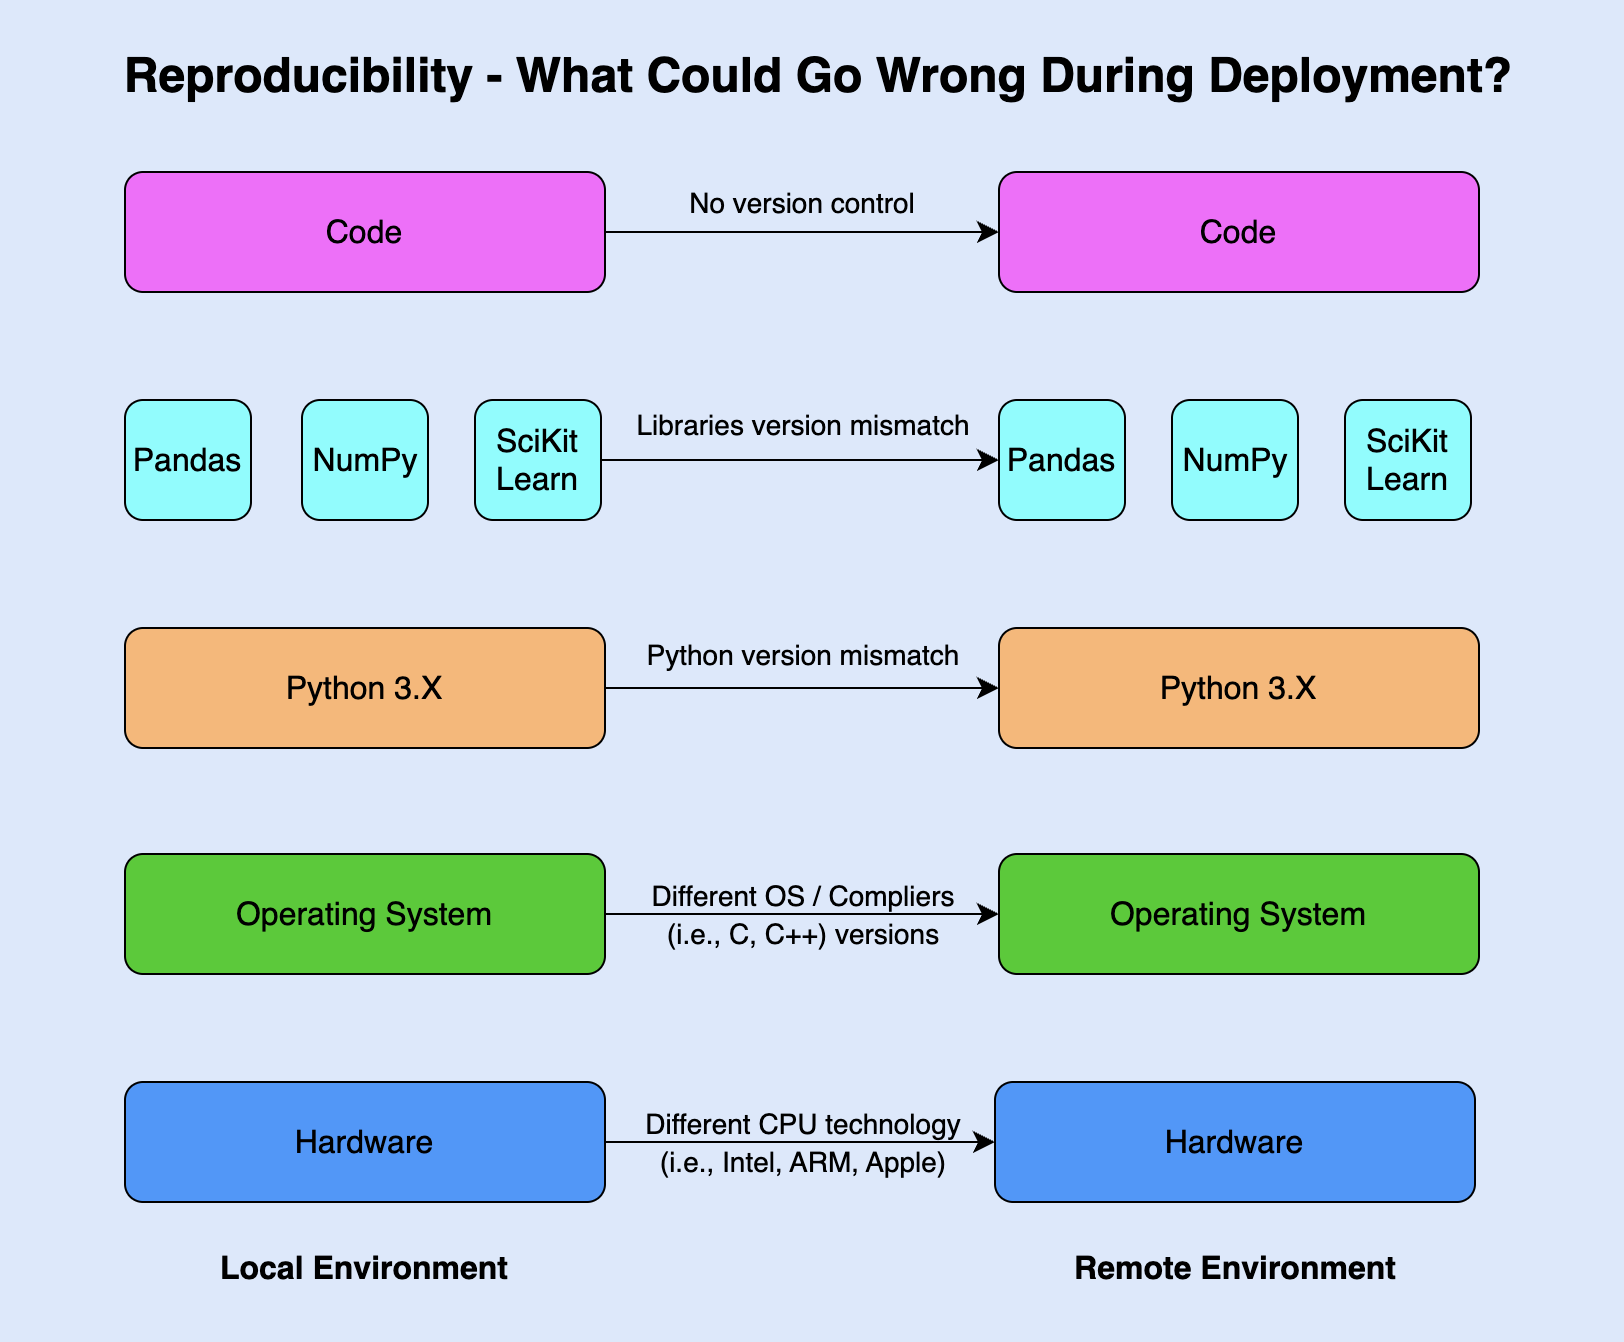 Reproducibility - What Could Go Wrong During Deployment?
Code
No version control
Code
Pandas
NumPy
SciKit
Learn
Libraries version mismatch
Pandas
NumPy
SciKit
Learn
Python 3.X
Python version mismatch
Python 3.X
Operating System
Different OS / Compliers
(i.e., C, C++) versions
Operating System
Hardware
Different CPU technology
(i.e., Intel, ARM, Apple)
Hardware
Local Environment
Remote Environment